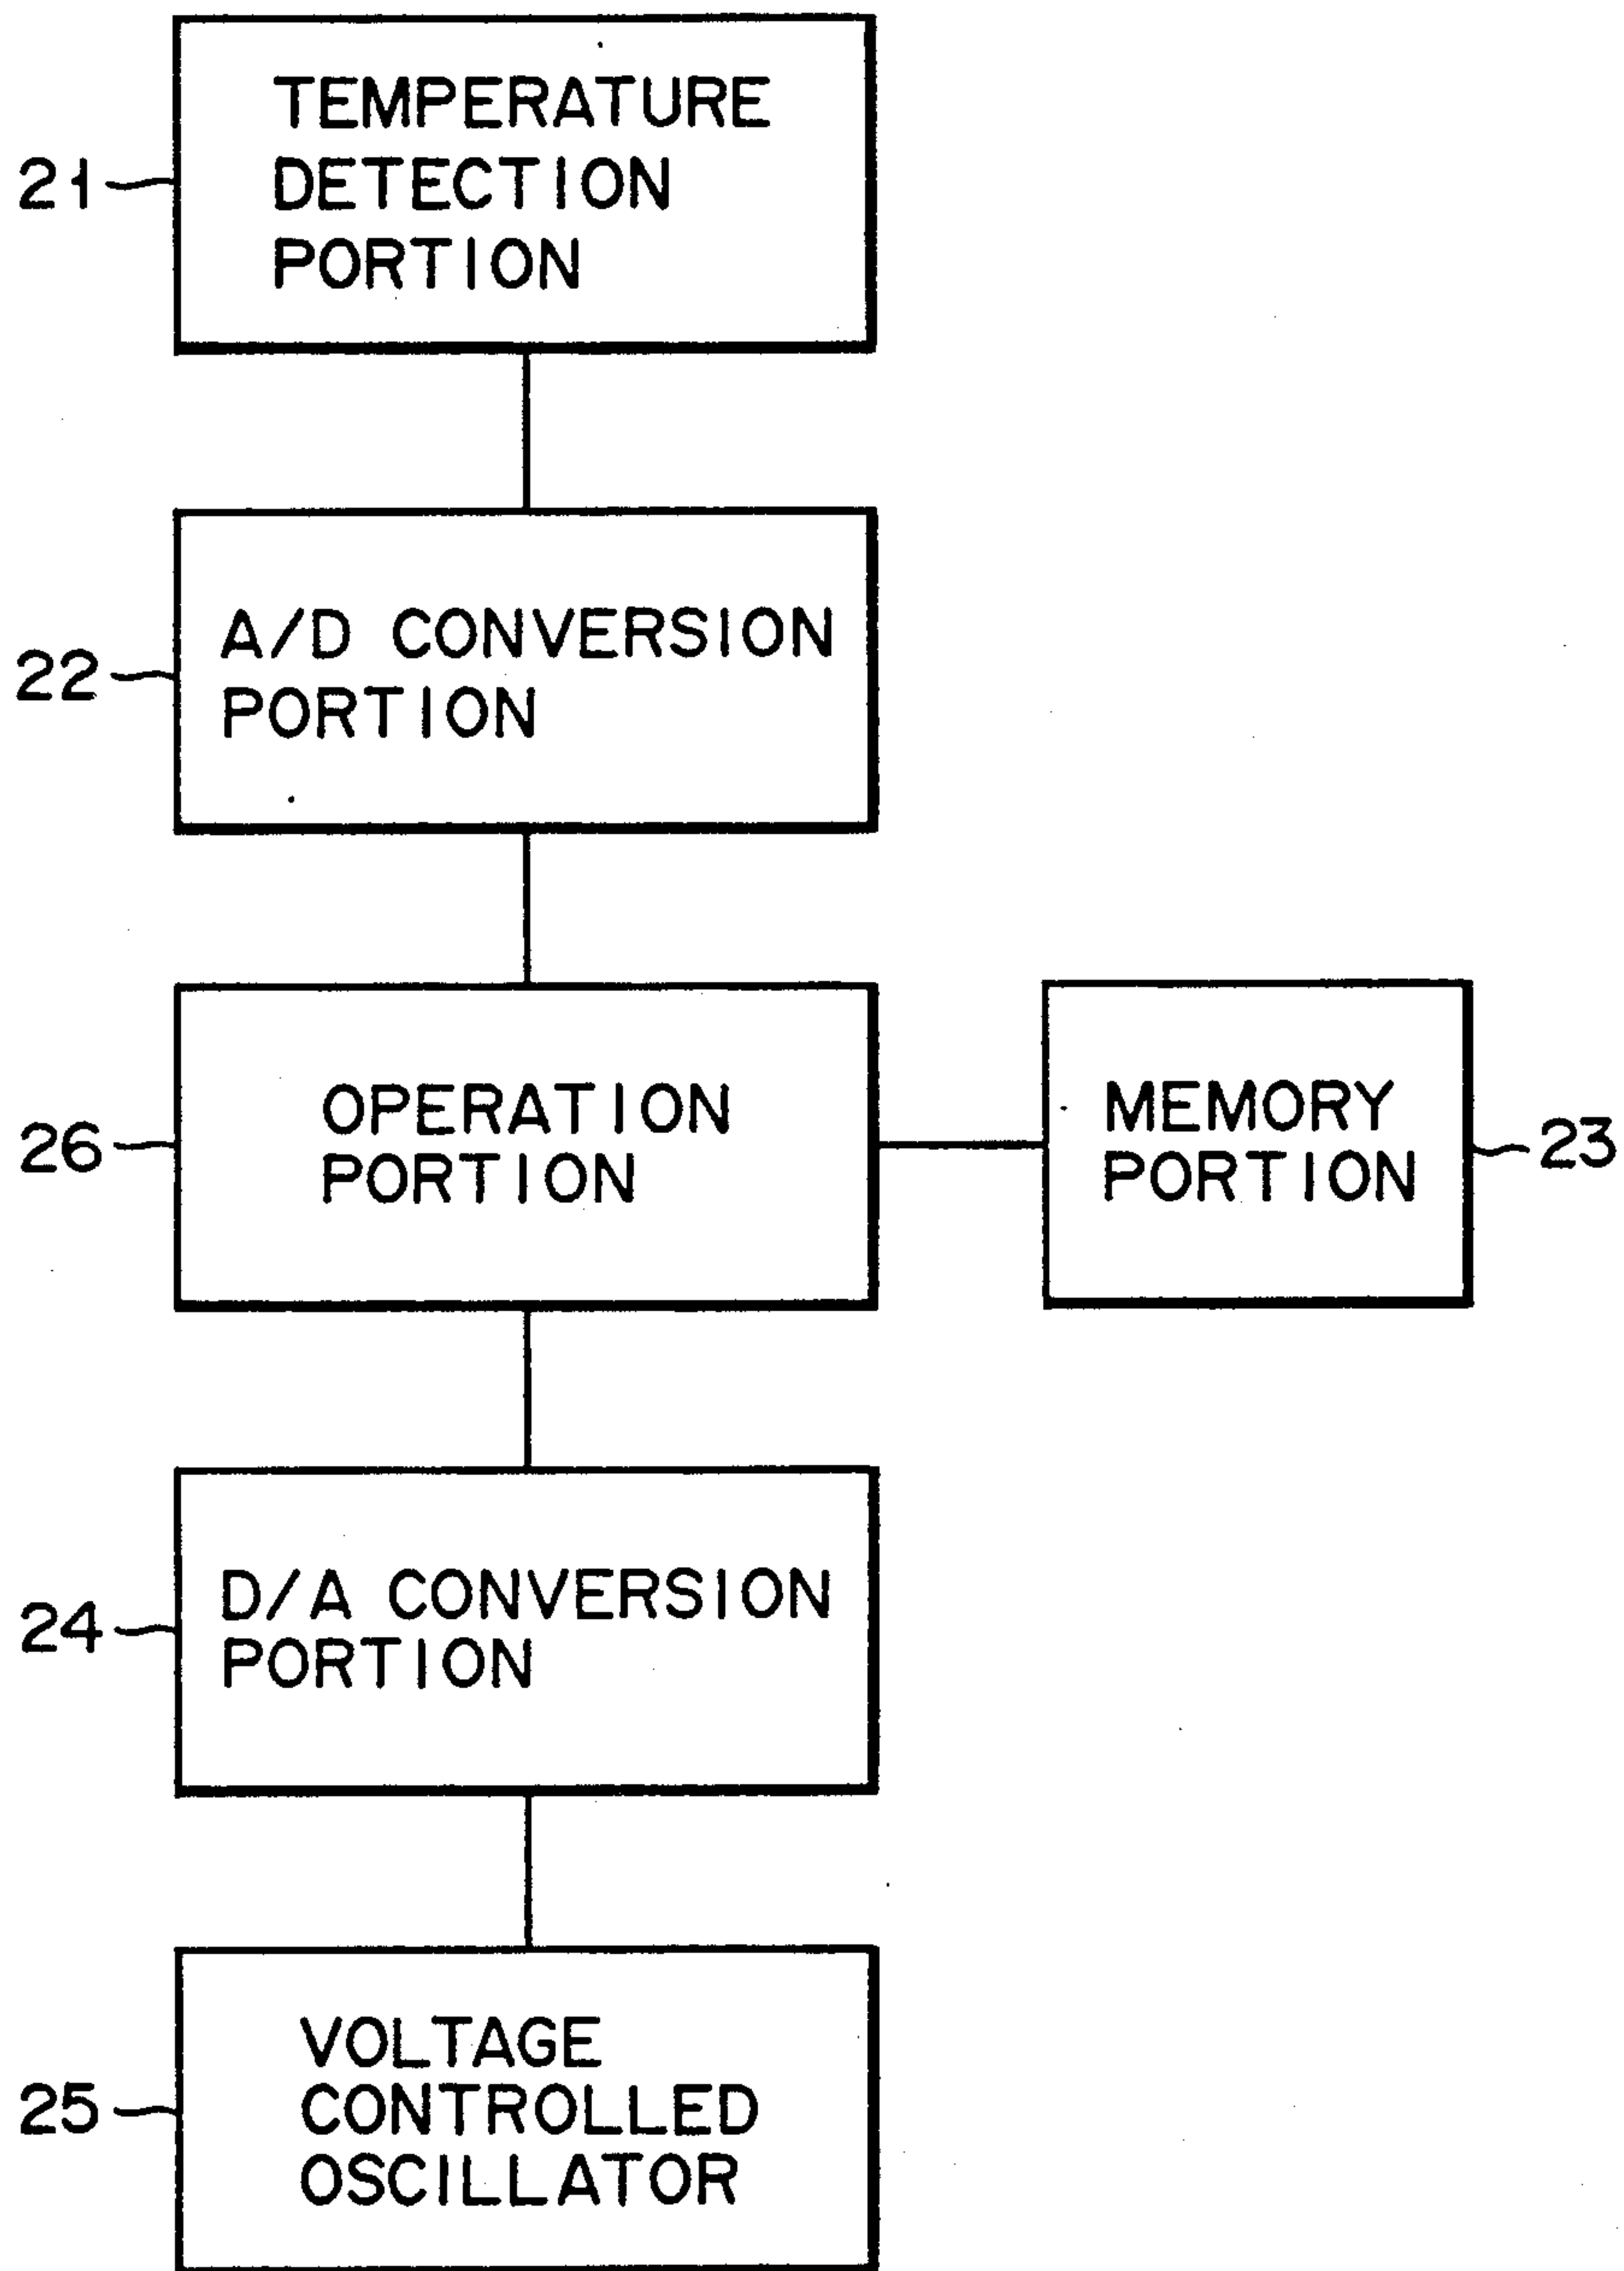 TEMPERATURE
DETECTION
PORTION
21
A/D CONVERSION
PORTION
22
OPERATION
PORTION
26
MEMORY
PORTION
23
D/A CONVERSION
PORTION
24
VOLTAGE
CONTROLLED
OSCILLATOR
25